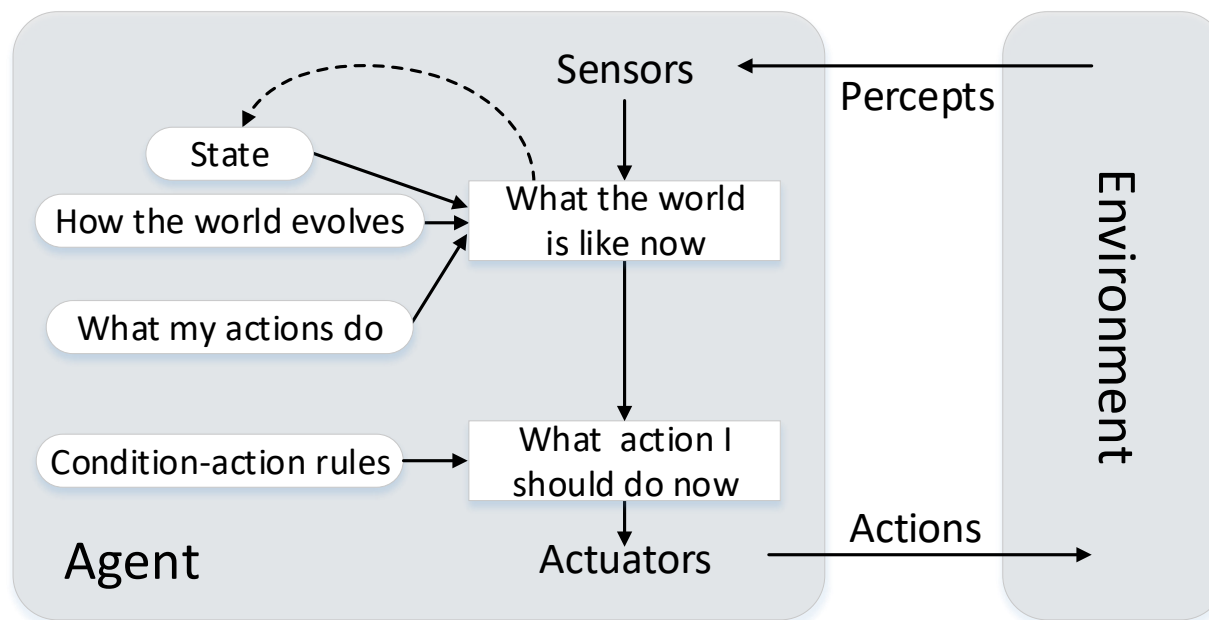 Sensors
Percepts
State
What the world
is like now
How the world evolves
What my actions do
Environment
What  action I
should do now
Condition-action rules
Actions
Actuators
Agent